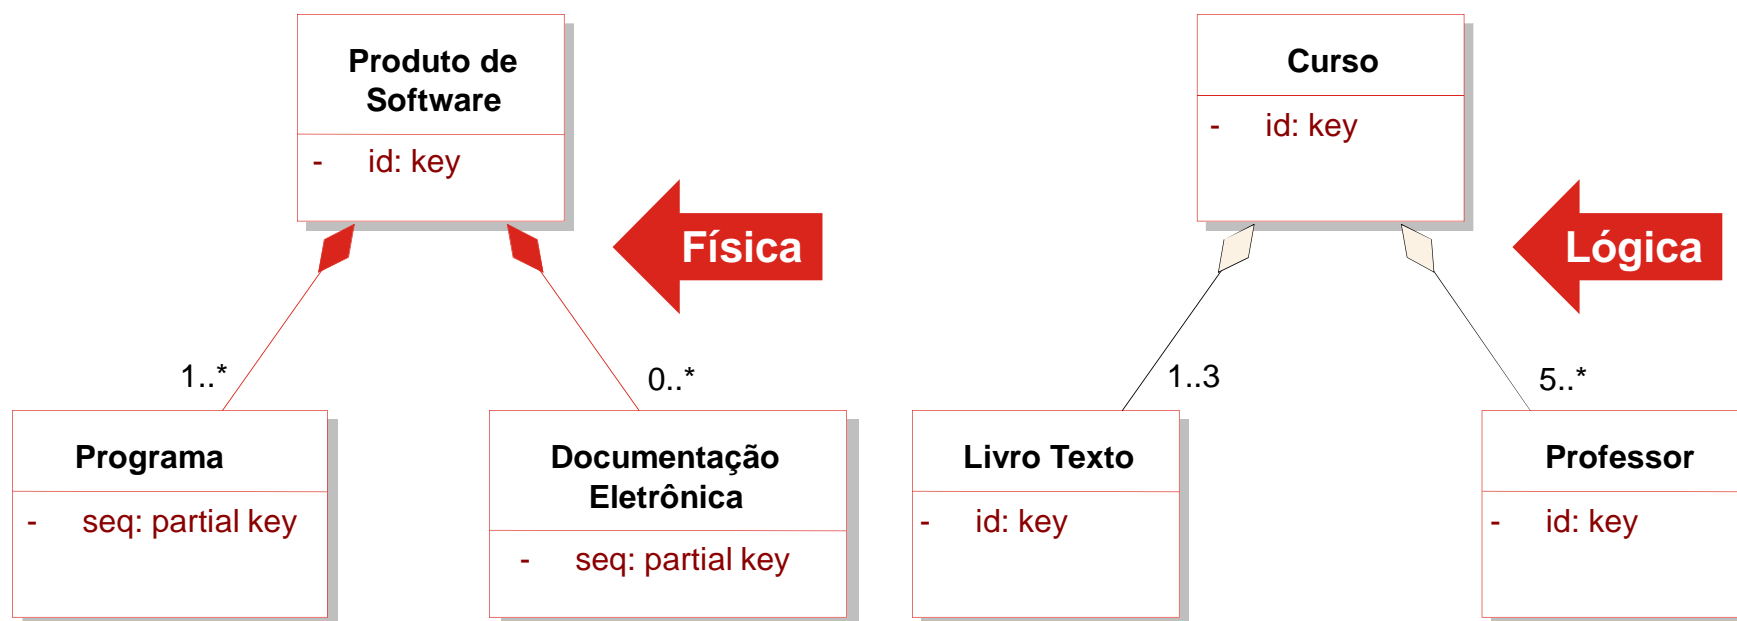 Produto de
Software
- id: key
Física
1..*
0..*
Programa
- seq: partial key
Documentação
Eletrônica
- seq: partial key
Curso
- id: key
Lógica
1..3
5..*
Livro Texto
- id: key
Professor
- id: key